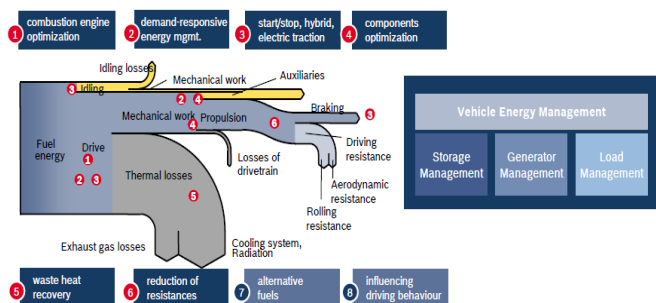 1 combustion engine
optimization
2 demand-responsive
energy mgmt.
3 start/stop, hybrid,
electric traction
4 components
optimization
Idling losses
Mechanical work
Auxiliaries
3 Idling
2 4
Braking
3
Mechanical work
Propulsion
4
6
Fuel
energy
Drive
1
2 3
Driving
resistance
Losses of
drivetrain
Thermal losses
5
Aerodynamic
resistance
Rolling
resistance
Exhaust gas losses
Cooling system,
Radiation
5 waste heat
recovery
6 reduction of
resistances
7 alternative
fuels
8 influencing
driving behaviour
Vehicle Energy Management
Storage
Management
Generator
Management
Load
Management